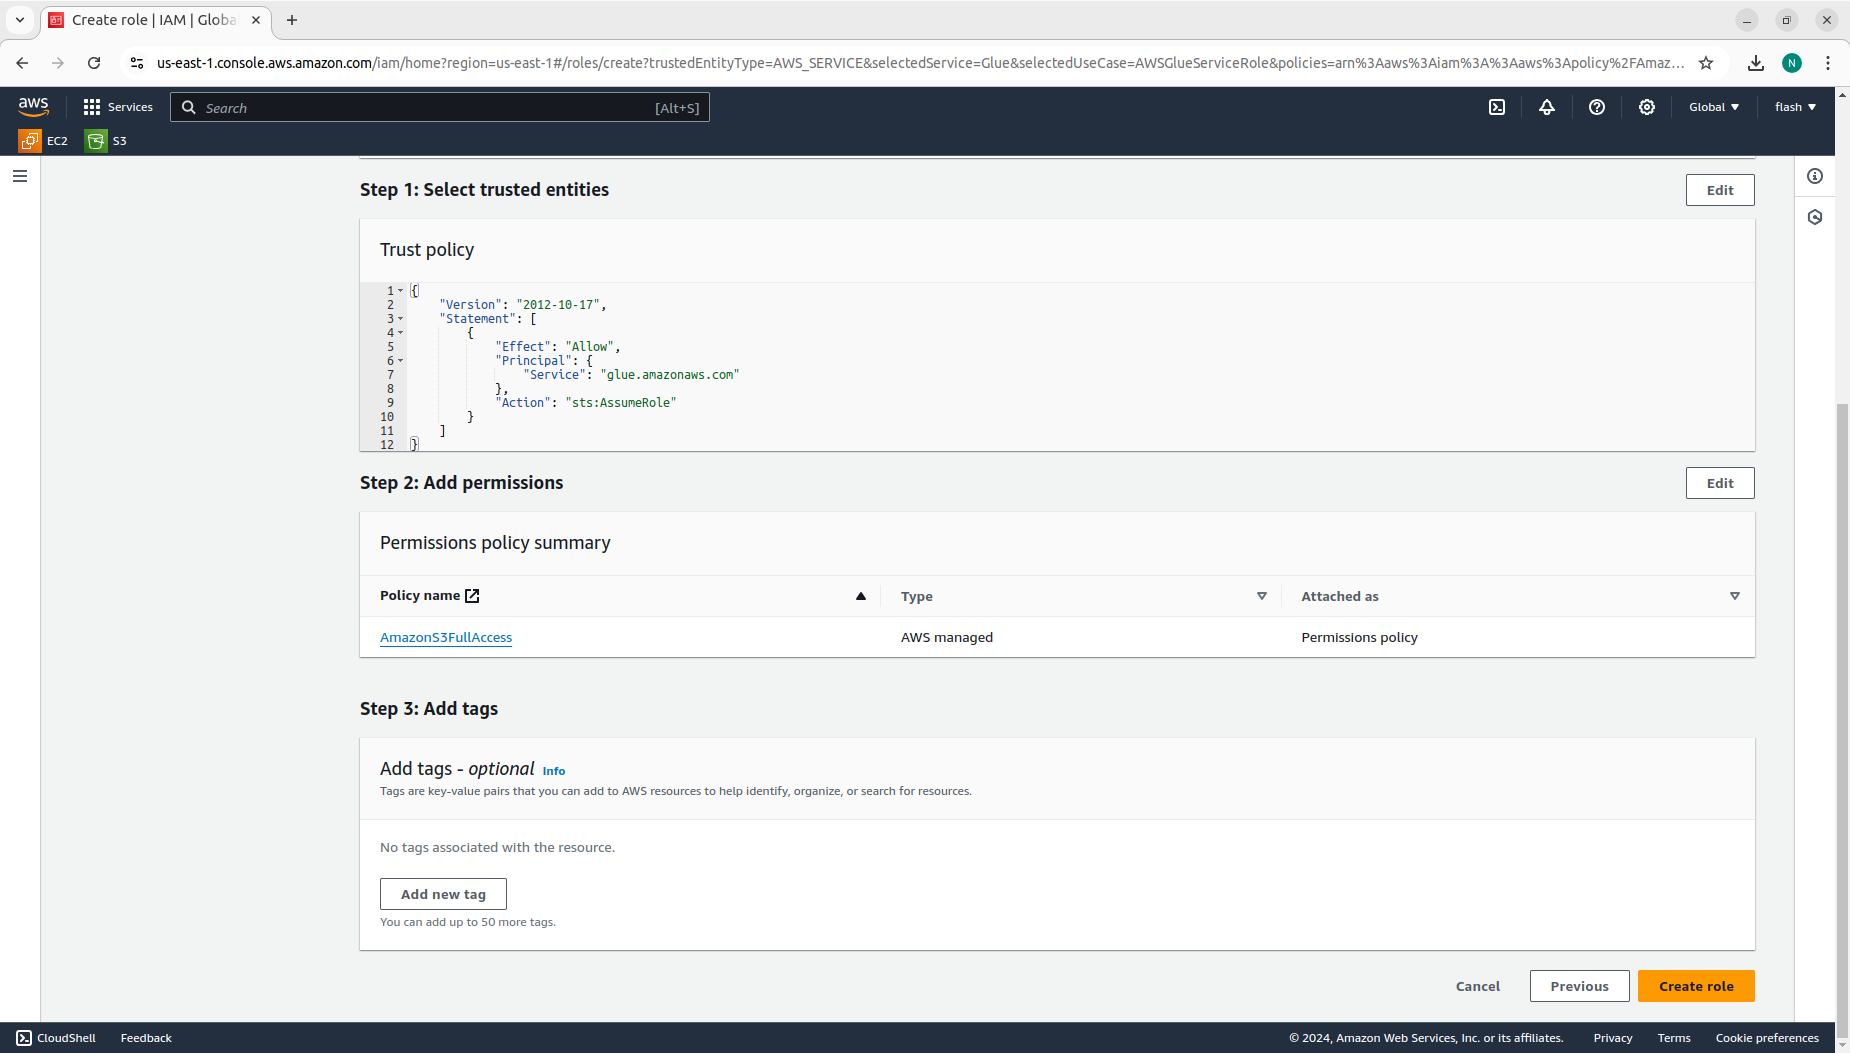 Create role | IAM | Globa
us-east-1.console.aws.amazon.com/iam/home?region=us-east-1#/roles/create?trustedEntityType=AWS_SERVICE&selectedService=Glue&selectedUseCase=AWSGlueServiceRole&policies=arn%3Aaws%3Aiam%3A%3Aaws%3Apolicy%2FAmaz...
N
aws
Services
Search
[Alt+S]
Global
flash
EC2
S3
Step 1: Select trusted entities
Edit
Trust policy
1 {
2 "Version": "2012-10-17",
3 "Statement": [
4 {
5 "Effect": "Allow",
6 "Principal": {
7 "Service": "glue.amazonaws.com"
8 },
9 "Action": "sts:AssumeRole"
10 }
11 ]
12 }
Step 2: Add permissions
Edit
Permissions policy summary
Policy name
Type
Attached as
AmazonS3FullAccess
AWS managed
Permissions policy
Step 3: Add tags
Add tags - optional Info
Tags are key-value pairs that you can add to AWS resources to help identify, organize, or search for resources.
No tags associated with the resource.
Add new tag
You can add up to 50 more tags.
Cancel
Previous
Create role
CloudShell
Feedback
© 2024, Amazon Web Services, Inc. or its affiliates.
Privacy
Terms
Cookie preferences